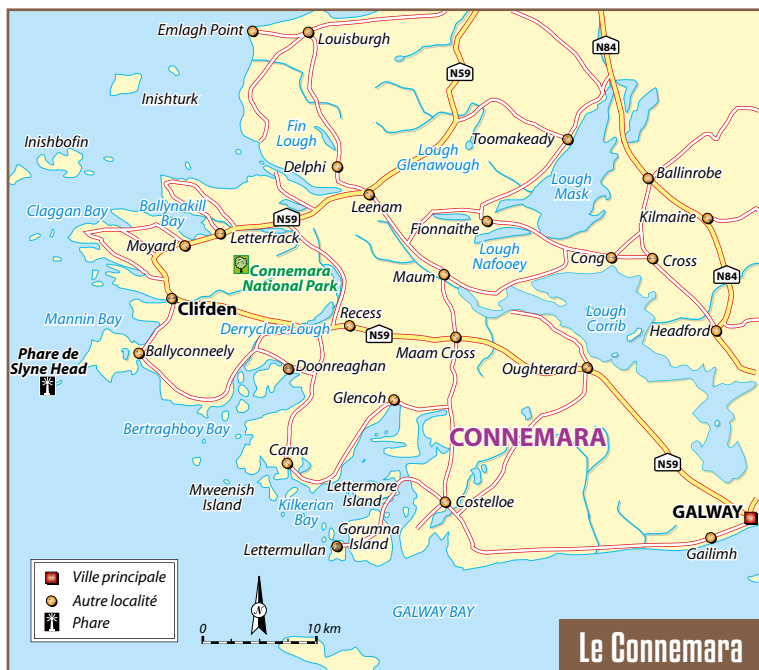 Emlagh Point
Louisburgh
N84
N59
Inishturk
Inishbofin
Fin
Lough
Toomakeady
Lough
Glenawough
Delphi
Lough
Mask
Ballinrobe
Leenam
Ballynakill
Bay
Claggan Bay
N59
Letterfrack
Moyard
Fionnaithe
Kilmaine
Lough
Nafooey
Cong
Cross
Connemara
National Park
Maum
N84
Clifden
Lough
Corrib
Mannin Bay
Derryclare Lough
Recess
N59
Headford
Phare de
Slyne Head
Ballyconneely
Maam Cross
Doonreaghan
Oughterard
Glencoh
Bertraghboy Bay
CONNEMARA
Carna
N59
Mweenish
Island
Lettermore
Island
Kilkerian
Bay
Costelloe
GALWAY
Gorumna
Island
Lettermullan
Gailimh
Ville principale
Autre localité
Phare
N
0 10 km
GALWAY BAY
Le Connemara